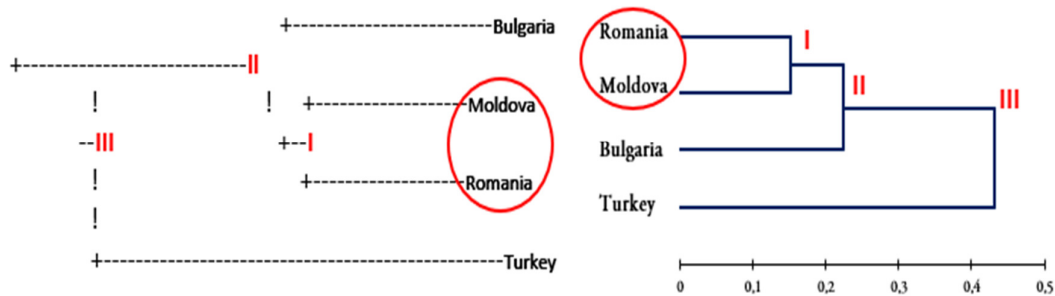 +--------------------Bulgaria
+----------------------II
!
! +---------------Moldova
--III
+--I
!
+---------------Romania
!
+---------------------------------------Turkey
Romania
I
Moldova
II
III
Bulgaria
Turkey
0 0,1 0,2 0,3 0,4 0,5